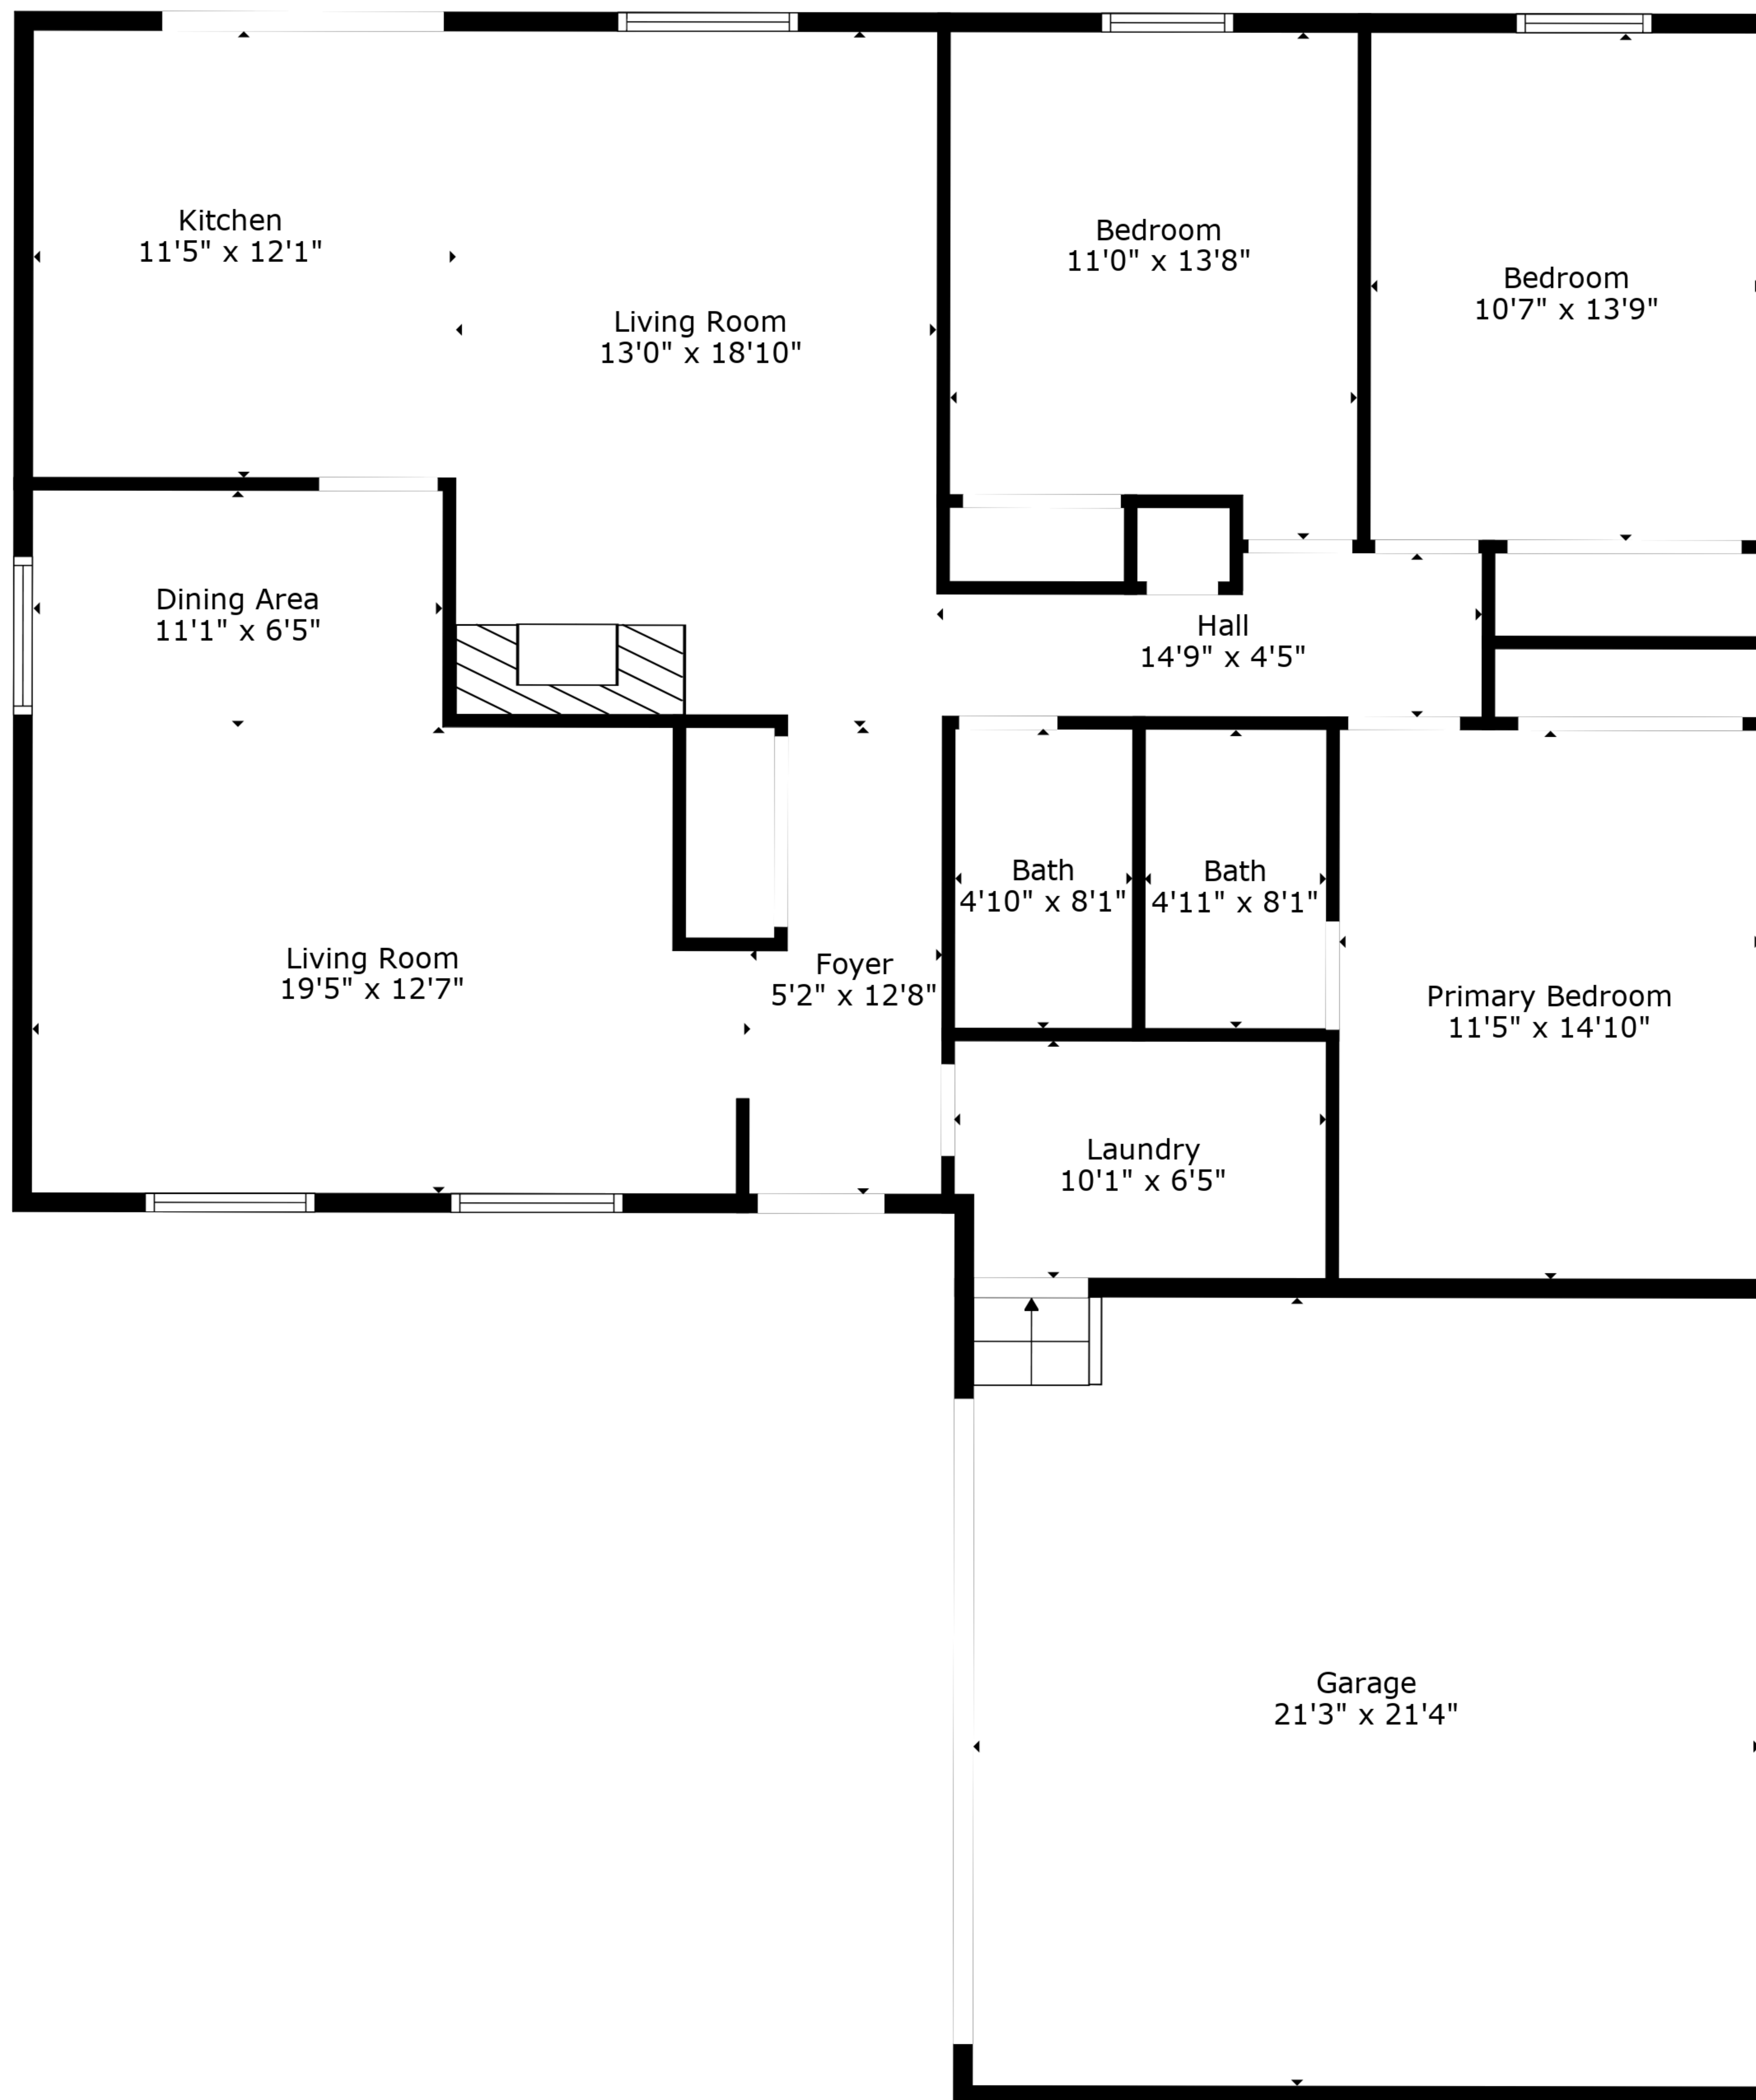 Kitchen
11'5" x 12'1"
Bedroom
11'0" x 13'8"
Bedroom
10'7" x 13'9"
Living Room
13'0" x 18'10"
Dining Area
11'1" x 6'5"
Hall
14'9" x 4'5"
Bath
4'10" x 8'1"
Bath
4'11" x 8'1"
Living Room
19'5" x 12'7"
Foyer
5'2" x 12'8"
Primary Bedroom
11'5" x 14'10"
Laundry
10'1" x 6'5"
Garage
21'3" x 21'4"